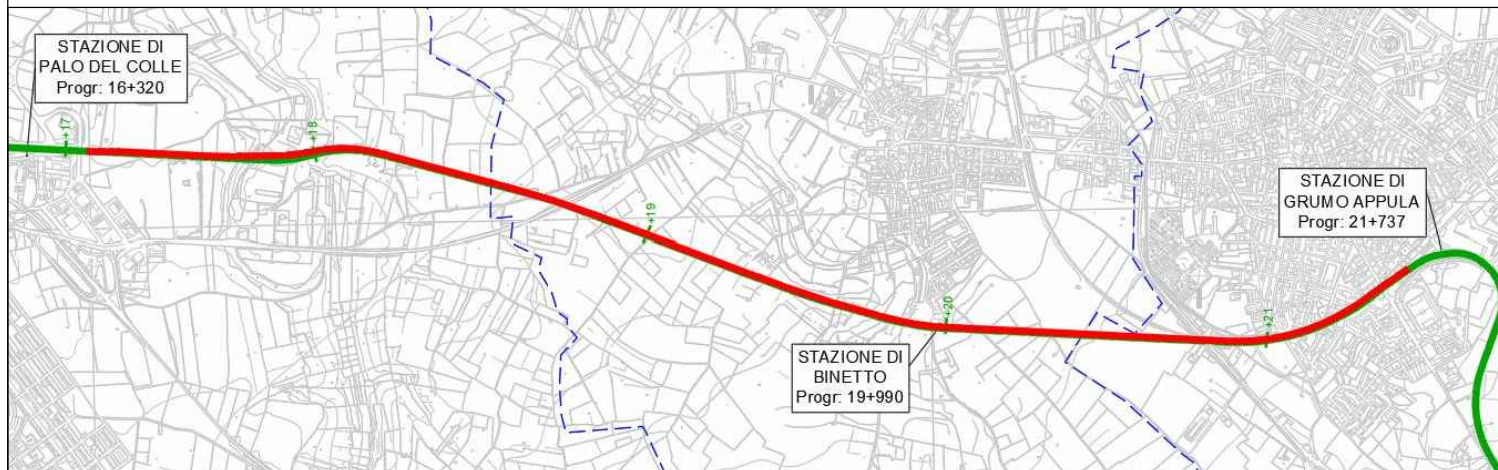 STAZIONE DI
PALO DEL COLLE
Progr: 16+320
+17
+18
+19
STAZIONE DI
BINETTO
Progr: 19+990
+20
+21
STAZIONE DI
GRUMO APPULA
Progr: 21+737